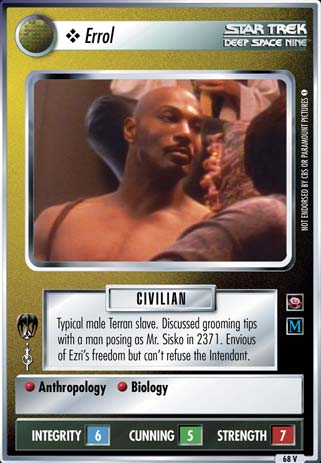 ❖ Errol
STAR TREK
DEEP SPACE NINE
NOT ENDORSED BY CBS OR PARAMOUNT PICTURES
CIVILIAN
Typical male Terran slave. Discussed grooming tips
with a man posing as Mr. Sisko in 2371. Envious
of Ezri's freedom but can't refuse the Intendant.
M
Anthropology Biology
INTEGRITY 6 CUNNING 5 STRENGTH 7
68 V